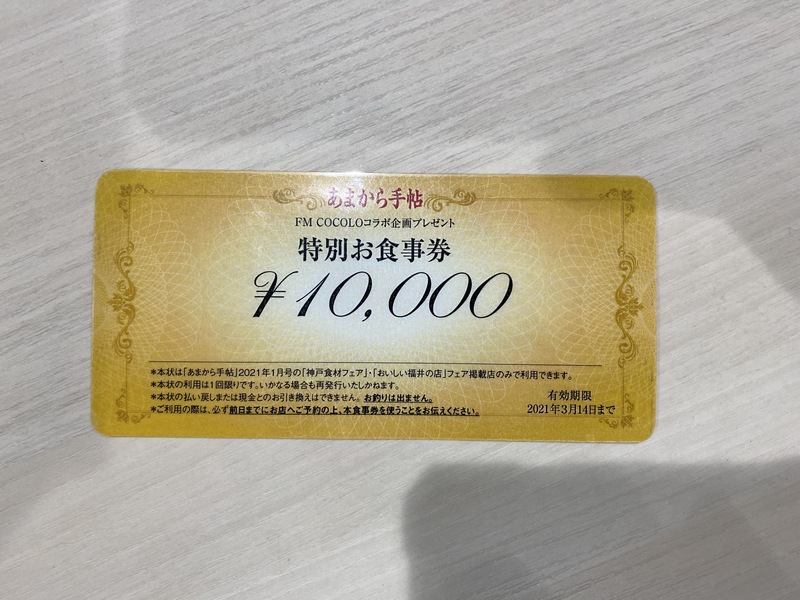 あまから手帖
FM COCOLOコラボ企画プレゼント
特別お食事券
¥10,000
*本状は「あまから手帖」2021年1月号の「神戸食材フェア」・「おいしい福井の店」フェア掲載店のみで利用できます。
*本状の利用は1回限りです。いかなる場合も再発行いたしかねます。
*本状の払い戻しまたは現金とのお引き換えはできません。お釣りは出ません。
*ご利用の際は、必ず前日までにお店へご予約の上、本食事券を使うことをお伝えください。
有効期限
2021年3月14日まで